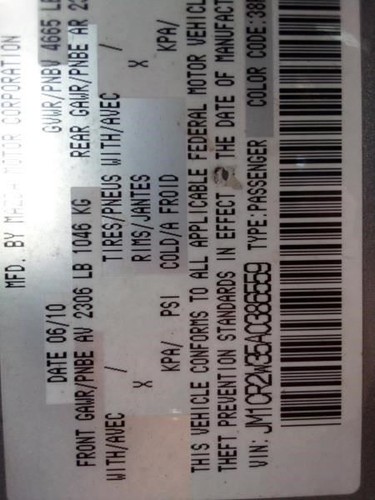 MFD. BY MAZDA MOTOR CORPORATION
DATE 06/10 GVWR/PNBV 4665 LB
FRONT GAWR/PNBE AV 2306 LB 1046 KG REAR GAWR/PNBE AR
WITH/AVEC / TIRES/PNEUS WITH/AVEC /
X RIMS/JANTES X
KPA/ PSI COLD/A FROID KPA/
THIS VEHICLE CONFORMS TO ALL APPLICABLE FEDERAL MOTOR VEHICL
THEFT PREVENTION STANDARDS IN EFFECT THE DATE OF MANUFACT
VIN: JM1CR2W35A0386559 TYPE:PASSENGER COLOR CODE:38